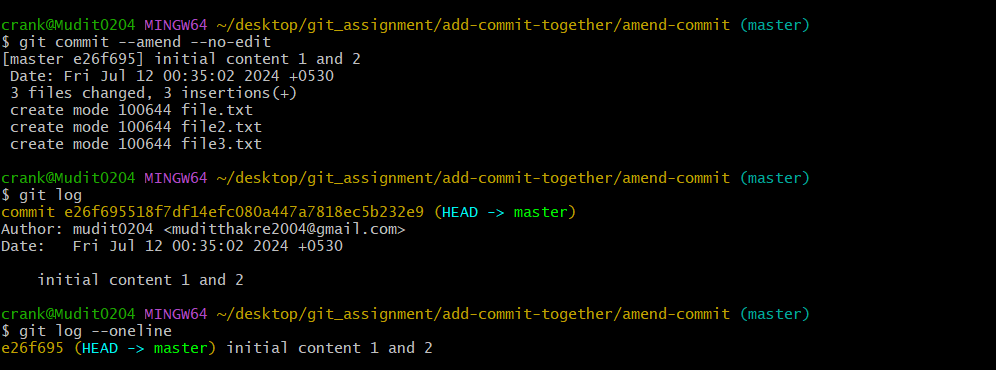 crank@Mudit0204 MINGW64 ~/desktop/git_assignment/add-commit-together/amend-commit (master)
$ git commit --amend --no-edit
[master e26f695] initial content 1 and 2
 Date: Fri Jul 12 00:35:02 2024 +0530
 3 files changed, 3 insertions(+)
 create mode 100644 file.txt
 create mode 100644 file2.txt
 create mode 100644 file3.txt

crank@Mudit0204 MINGW64 ~/desktop/git_assignment/add-commit-together/amend-commit (master)
$ git log
commit e26f695518f7df14efc080a447a7818ec5b232e9 (HEAD -> master)
Author: mudit0204 <muditthakre2004@gmail.com>
Date:   Fri Jul 12 00:35:02 2024 +0530

    initial content 1 and 2

crank@Mudit0204 MINGW64 ~/desktop/git_assignment/add-commit-together/amend-commit (master)
$ git log --oneline
e26f695 (HEAD -> master) initial content 1 and 2